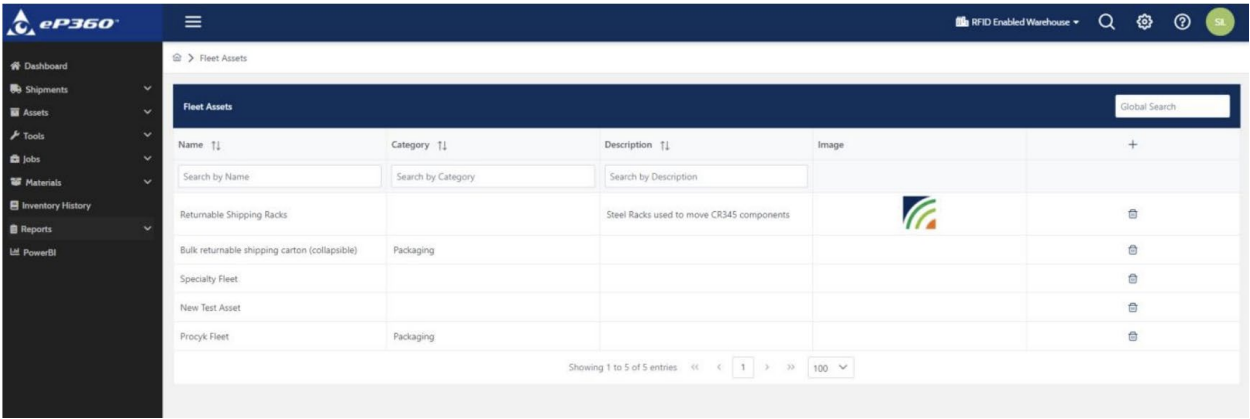 eP360
RFID Enabled Warehouse
SL
Dashboard
Shipments
Assets
Tools
Jobs
Materials
Inventory History
Reports
PowerBI
Fleet Assets
Fleet Assets
Global Search
Name Category Description Image +
Search by Name Search by Category Search by Description
Returnable Shipping Racks Steel Racks used to move CR345 components
Bulk returnable shipping carton (collapsible) Packaging
Specialty Fleet
New Test Asset
Procyk Fleet Packaging
Showing 1 to 5 of 5 entries << < 1 > >> 100